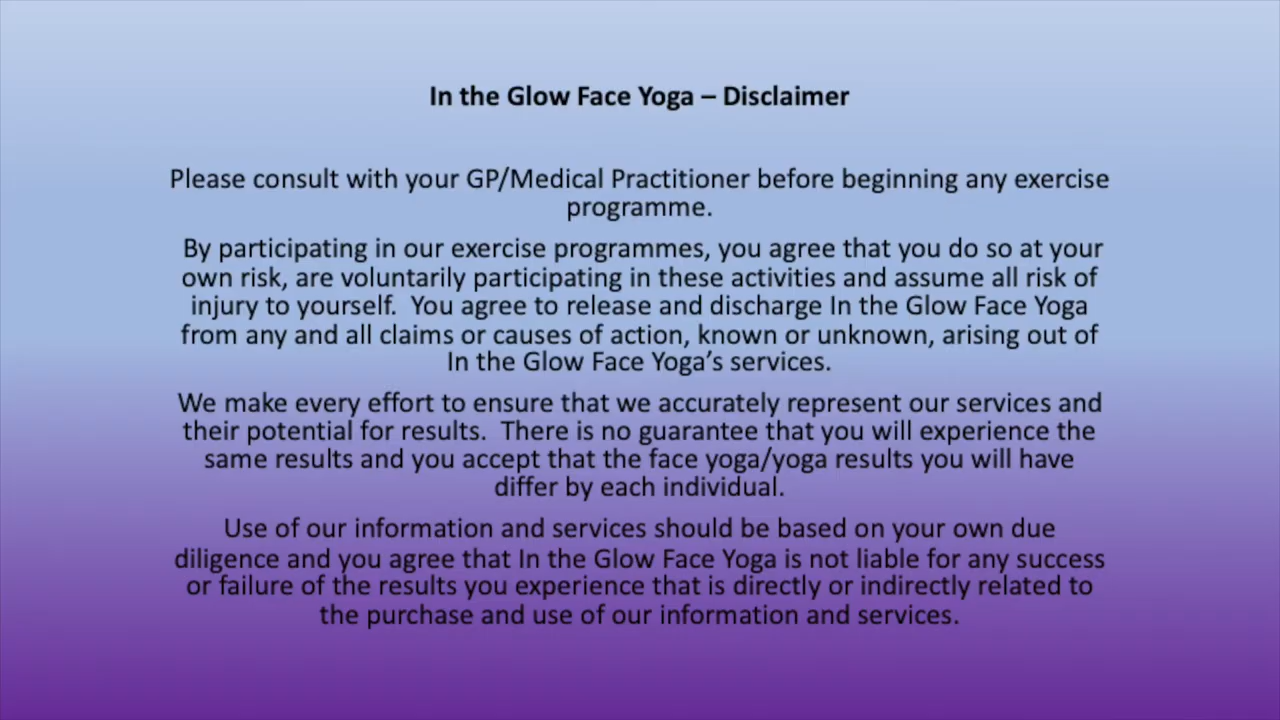 In the Glow Face Yoga – Disclaimer
Please consult with your GP/Medical Practitioner before beginning any exercise
programme.
By participating in our exercise programmes, you agree that you do so at your
own risk, are voluntarily participating in these activities and assume all risk of
injury to yourself.  You agree to release and discharge In the Glow Face Yoga
from any and all claims or causes of action, known or unknown, arising out of
In the Glow Face Yoga’s services.
We make every effort to ensure that we accurately represent our services and
their potential for results.  There is no guarantee that you will experience the
same results and you accept that the face yoga/yoga results you will have
differ by each individual.
Use of our information and services should be based on your own due
diligence and you agree that In the Glow Face Yoga is not liable for any success
or failure of the results you experience that is directly or indirectly related to
the purchase and use of our information and services.